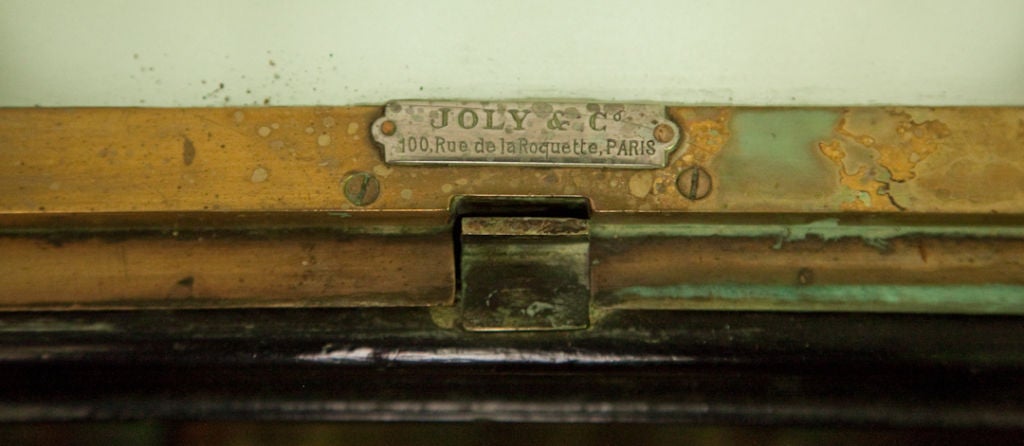 JOLY & Cº
100, Rue de la Roquette, PARIS